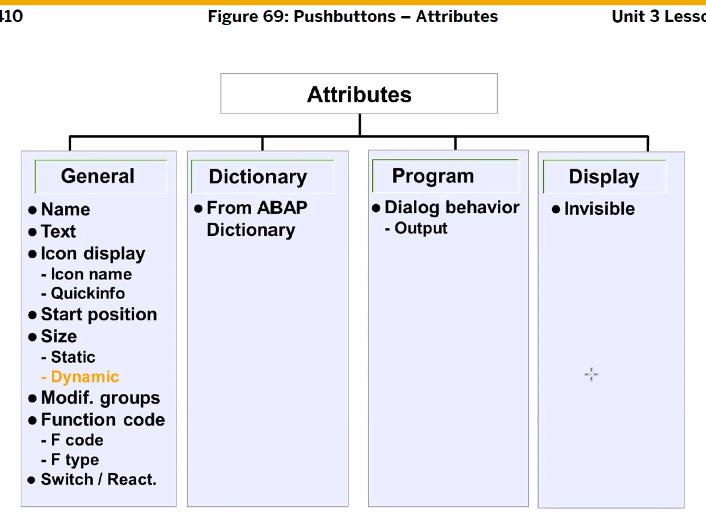 410 Figure 69: Pushbuttons – Attributes Unit 3 Lesso
Attributes
General
● Name
● Text
● Icon display
- Icon name
- Quickinfo
● Start position
● Size
- Static
- Dynamic
● Modif. groups
● Function code
- F code
- F type
● Switch / React.
Dictionary
● From ABAP
Dictionary
Program
● Dialog behavior
- Output
Display
● Invisible